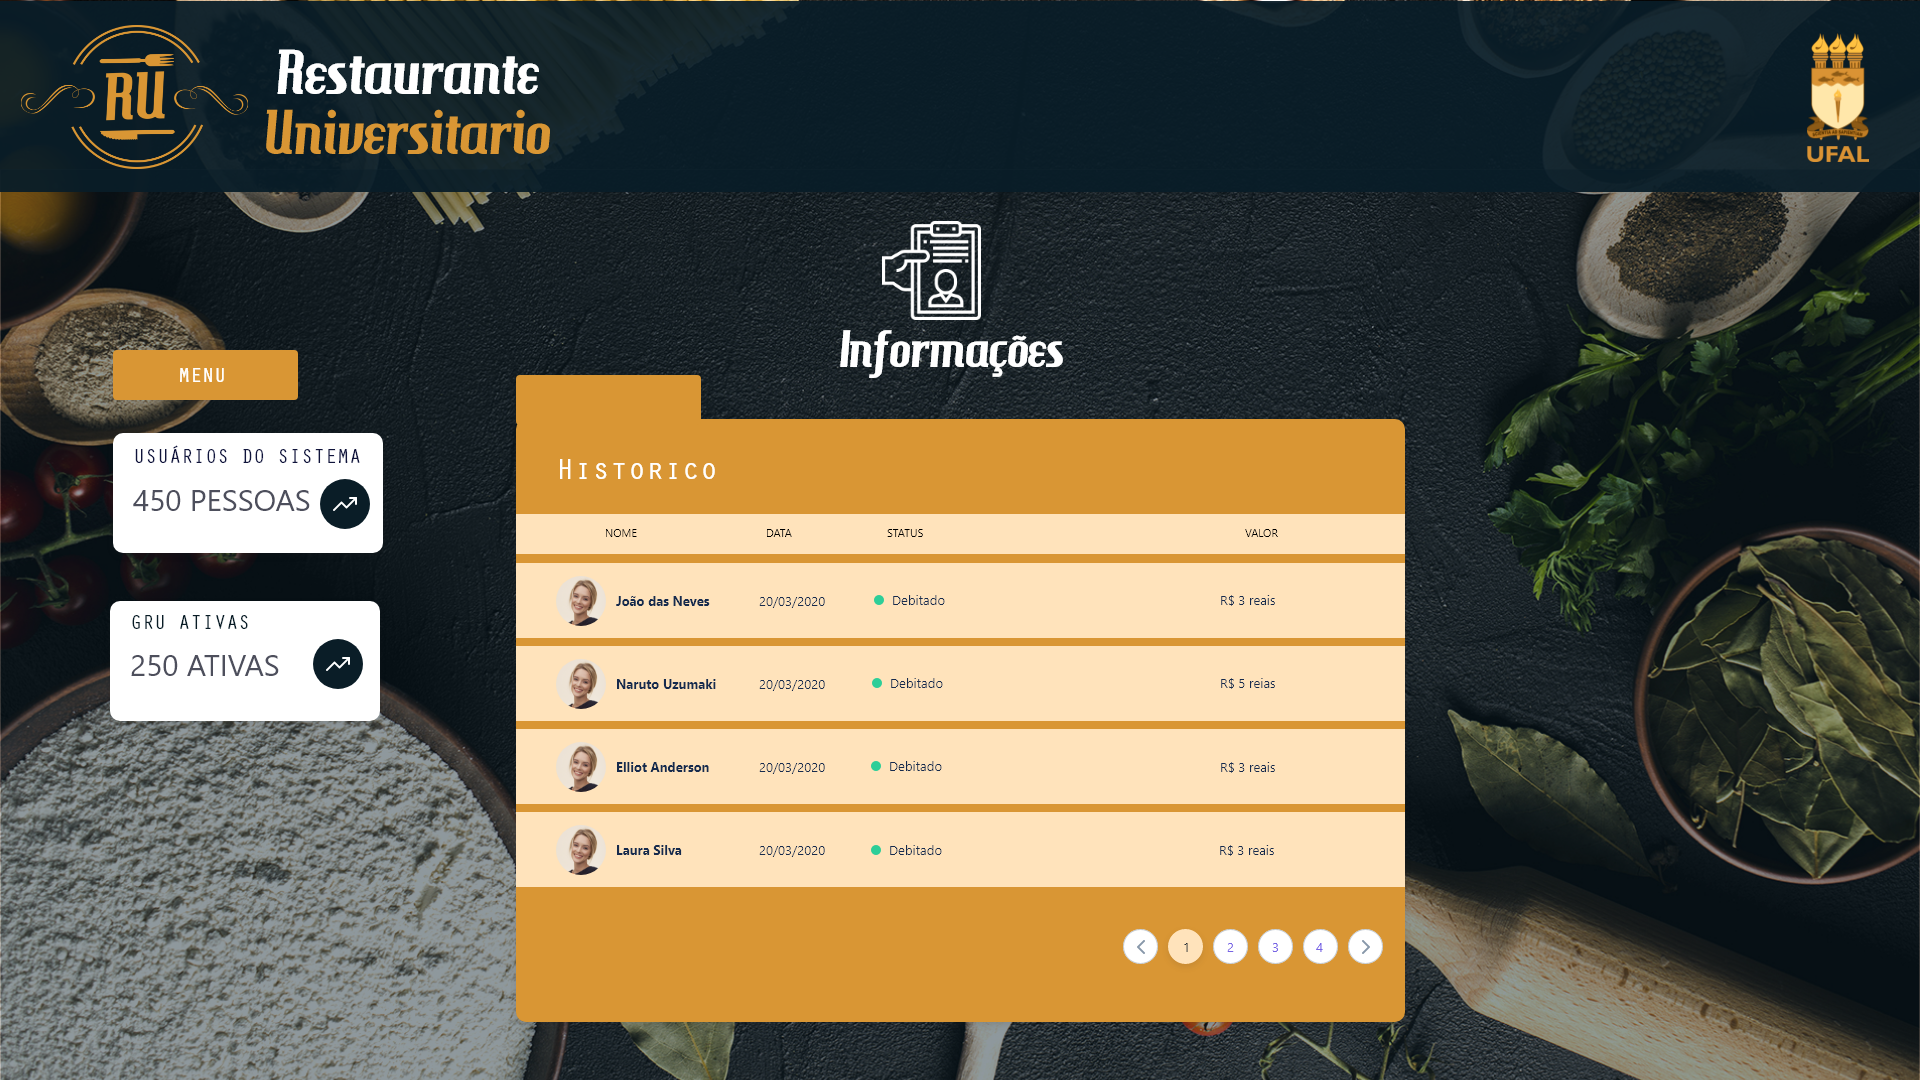 RU
Restaurante
Universitario
UFAL
Informações
MENU
USUÁRIOS DO SISTEMA
450 PESSOAS
GRU ATIVAS
250 ATIVAS
Historico
NOME DATA STATUS VALOR
João das Neves 20/03/2020 Debitado R$ 3 reais
Naruto Uzumaki 20/03/2020 Debitado R$ 5 reias
Elliot Anderson 20/03/2020 Debitado R$ 3 reais
Laura Silva 20/03/2020 Debitado R$ 3 reais
1 2 3 4